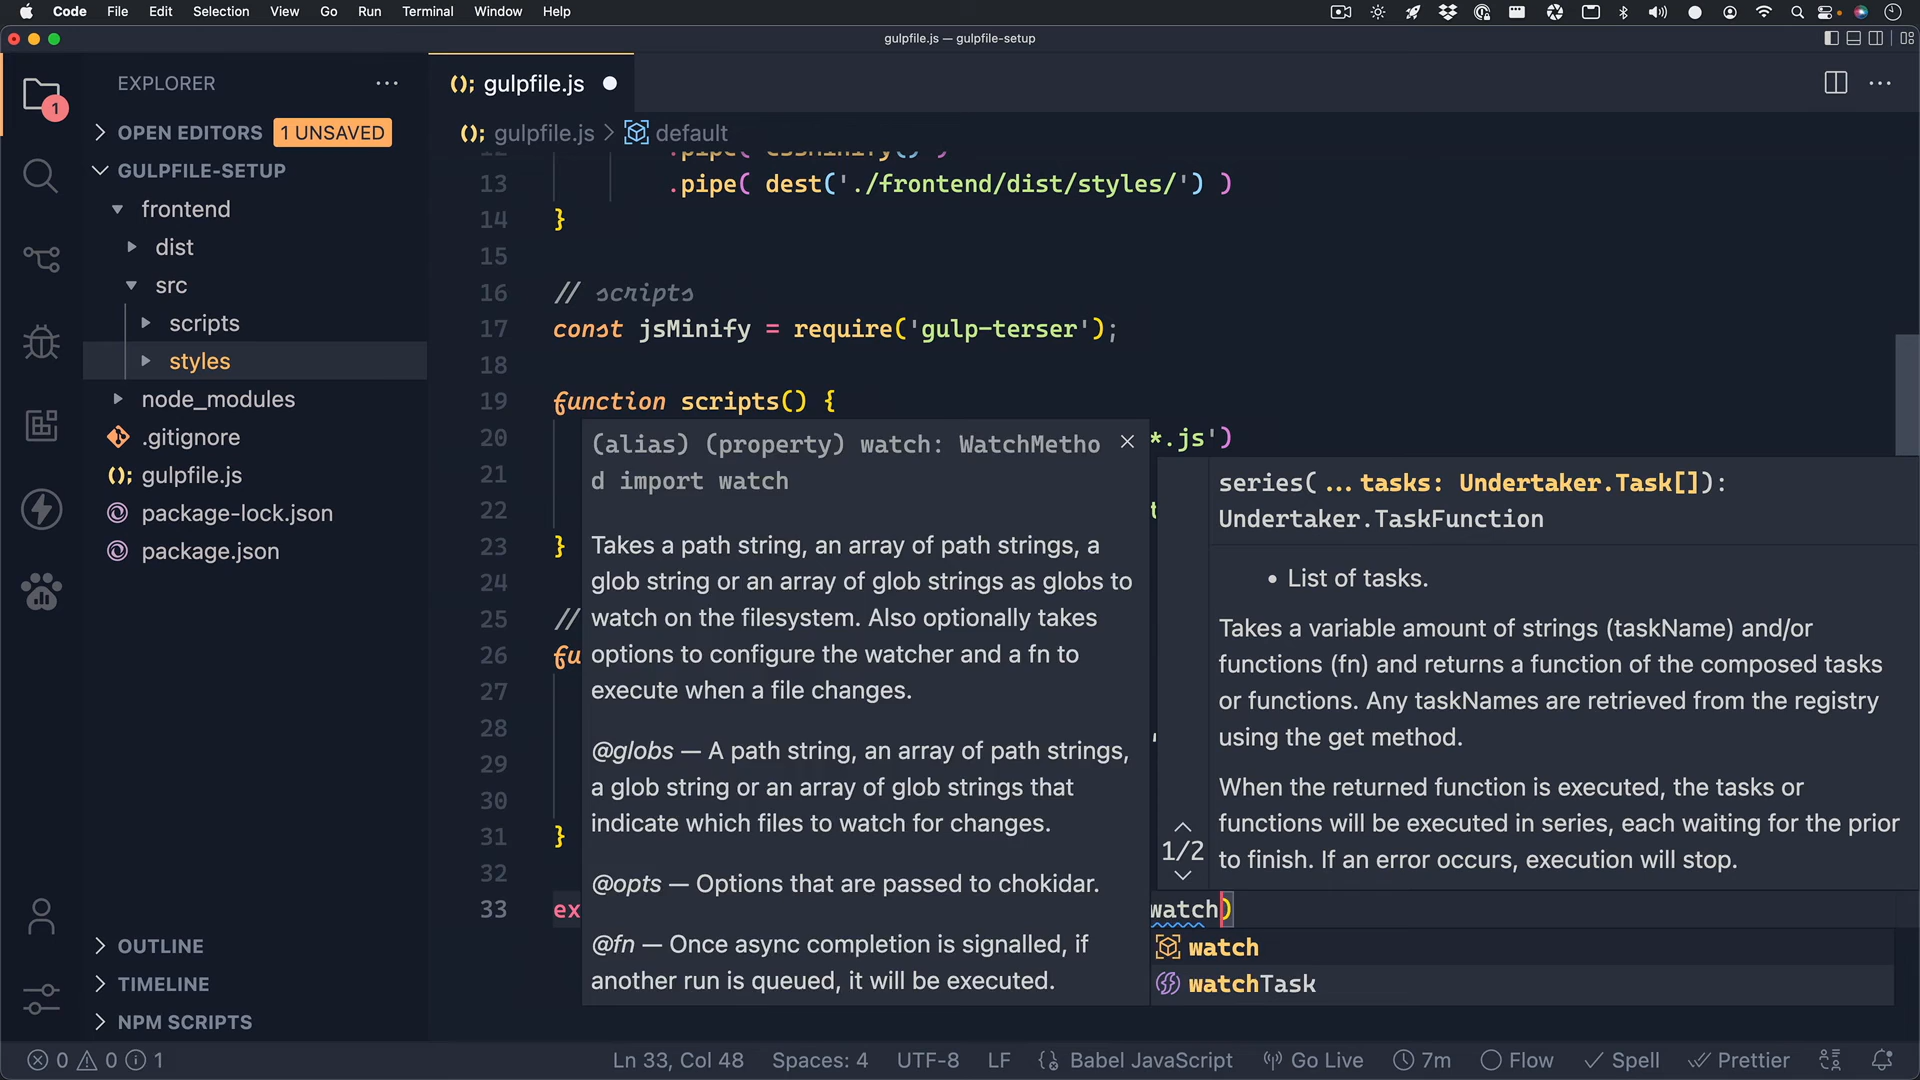 Code File Edit Selection View Go Run Terminal Window Help
gulpfile.js — gulpfile-setup
EXPLORER
1
OPEN EDITORS 1 UNSAVED
GULPFILE-SETUP
frontend
dist
src
scripts
styles
node_modules
.gitignore
gulpfile.js
package-lock.json
package.json
OUTLINE
TIMELINE
NPM SCRIPTS
gulpfile.js
gulpfile.js > default
13 .pipe( dest('./frontend/dist/styles/') )
14 }
15
16 // scripts
17 const jsMinify = require('gulp-terser');
18
19 function scripts() {
20 *.js')
21
22
23 }
24
25 //
26 fu
27
28
29
30
31 }
32
33 ex watch)
(alias) (property) watch: WatchMetho
d import watch
Takes a path string, an array of path strings, a
glob string or an array of glob strings as globs to
watch on the filesystem. Also optionally takes
options to configure the watcher and a fn to
execute when a file changes.
@globs — A path string, an array of path strings,
a glob string or an array of glob strings that
indicate which files to watch for changes.
@opts — Options that are passed to chokidar.
@fn — Once async completion is signalled, if
another run is queued, it will be executed.
series(...tasks: Undertaker.Task[]):
Undertaker.TaskFunction
• List of tasks.
Takes a variable amount of strings (taskName) and/or
functions (fn) and returns a function of the composed tasks
or functions. Any taskNames are retrieved from the registry
using the get method.
When the returned function is executed, the tasks or
functions will be executed in series, each waiting for the prior
to finish. If an error occurs, execution will stop.
1/2
watch
watchTask
0 0 1 Ln 33, Col 48 Spaces: 4 UTF-8 LF Babel JavaScript Go Live 7m Flow Spell Prettier